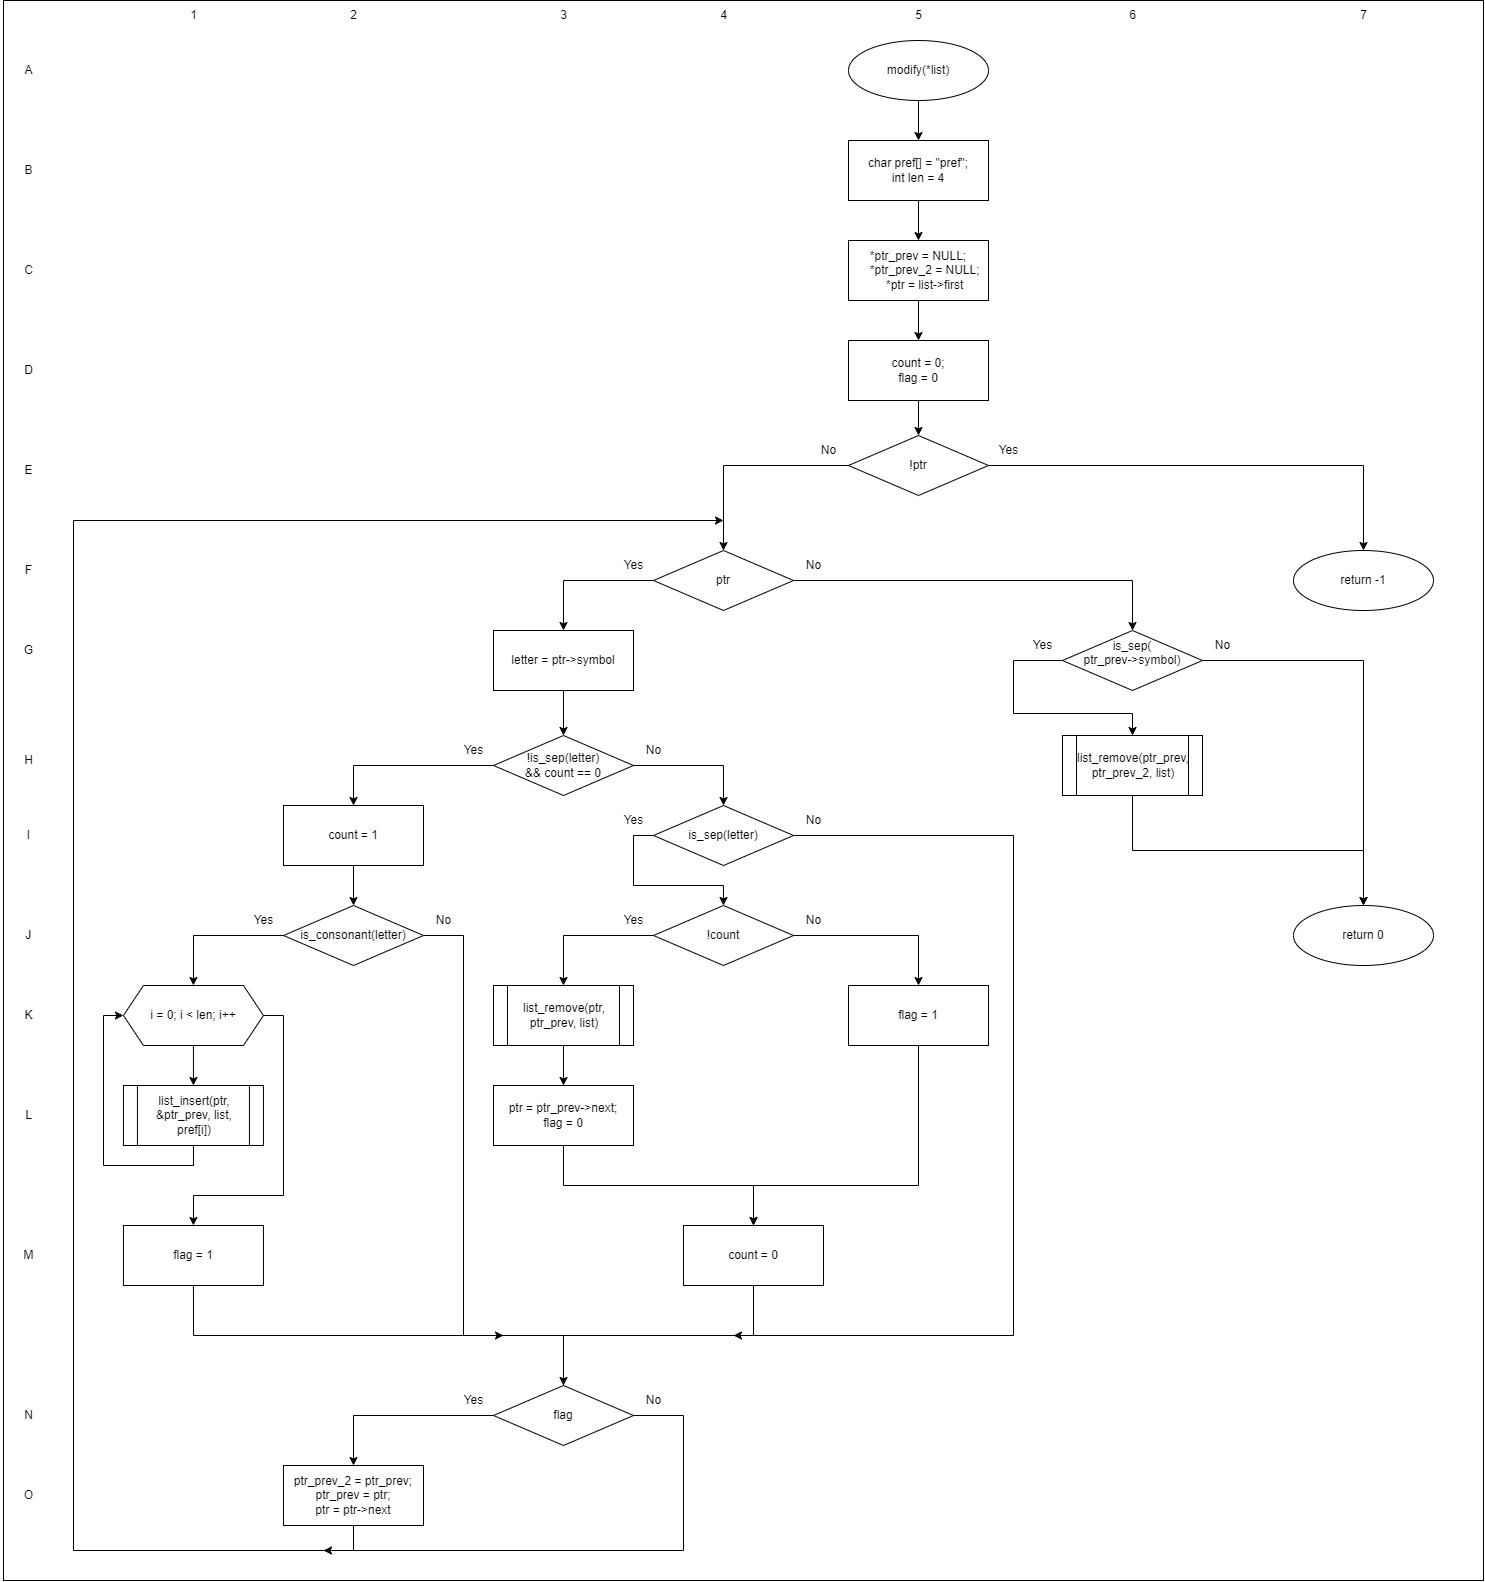 1 2 3 4 5 6 7
A
modify(*list)
B
char pref[] = "pref";
int len = 4
C
*ptr_prev = NULL;
*ptr_prev_2 = NULL;
*ptr = list->first
D
count = 0;
flag = 0
E
No
!ptr
Yes
F
Yes
ptr
No
return -1
G
letter = ptr->symbol
Yes
is_sep(
ptr_prev->symbol)
No
H
Yes
!is_sep(letter)
&& count == 0
No
list_remove(ptr_prev,
ptr_prev_2, list)
I
count = 1
Yes
is_sep(letter)
No
J
Yes
is_consonant(letter)
No
Yes
!count
No
return 0
K
i = 0; i < len; i++
list_remove(ptr,
ptr_prev, list)
flag = 1
L
list_insert(ptr,
&ptr_prev, list,
pref[i])
ptr = ptr_prev->next;
flag = 0
M
flag = 1
count = 0
N
Yes
flag
No
O
ptr_prev_2 = ptr_prev;
ptr_prev = ptr;
ptr = ptr->next